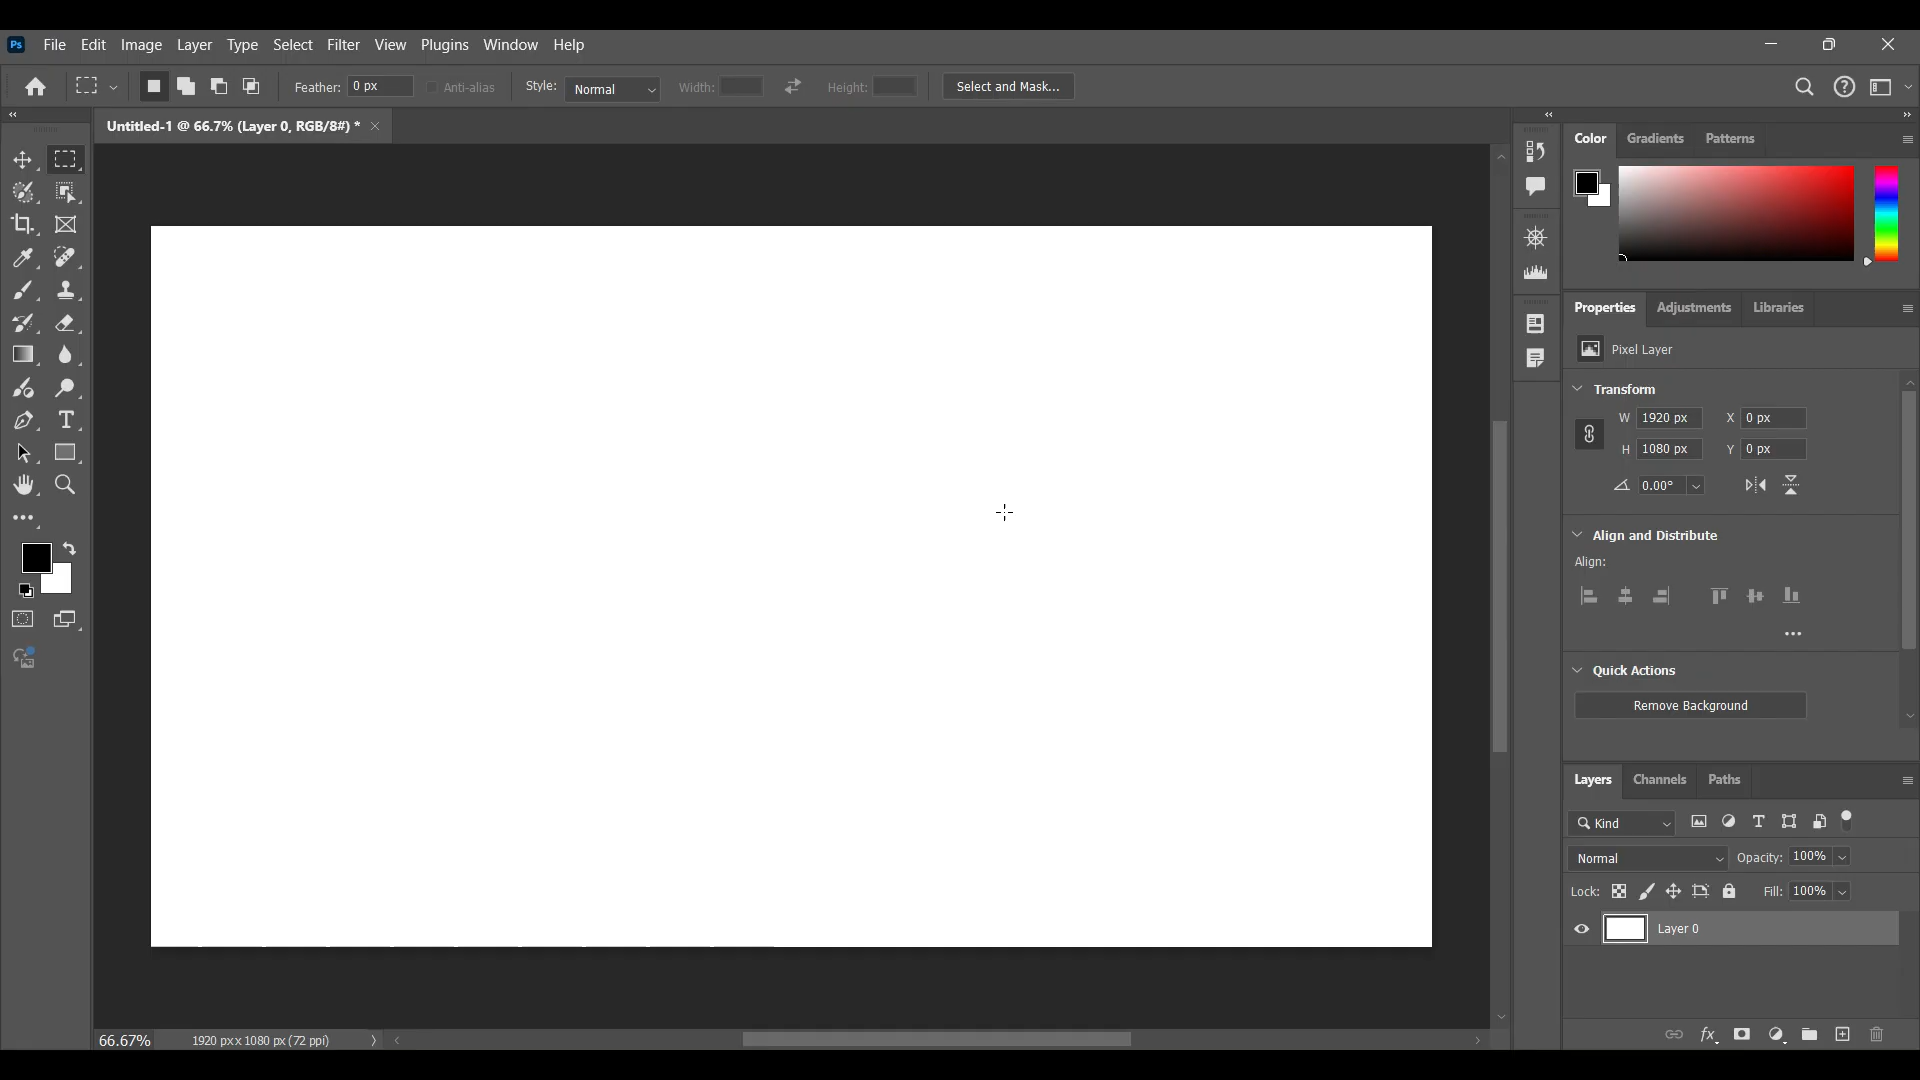 Ps File Edit Image Layer Type Select Filter View Plugins Window Help
Feather: 0 px Anti-alias Style: Normal Width: Height: Select and Mask...
Untitled-1 @ 66.7% (Layer 0, RGB/8#) *
Color Gradients Patterns
Properties Adjustments Libraries
Pixel Layer
Transform
W 1920 px X 0 px
H 1080 px Y 0 px
0.00°
Align and Distribute
Align:
Quick Actions
Remove Background
Layers Channels Paths
Kind
Normal Opacity: 100%
Lock: Fill: 100%
Layer 0
fx
66.67% 1920 px x 1080 px (72 ppi)